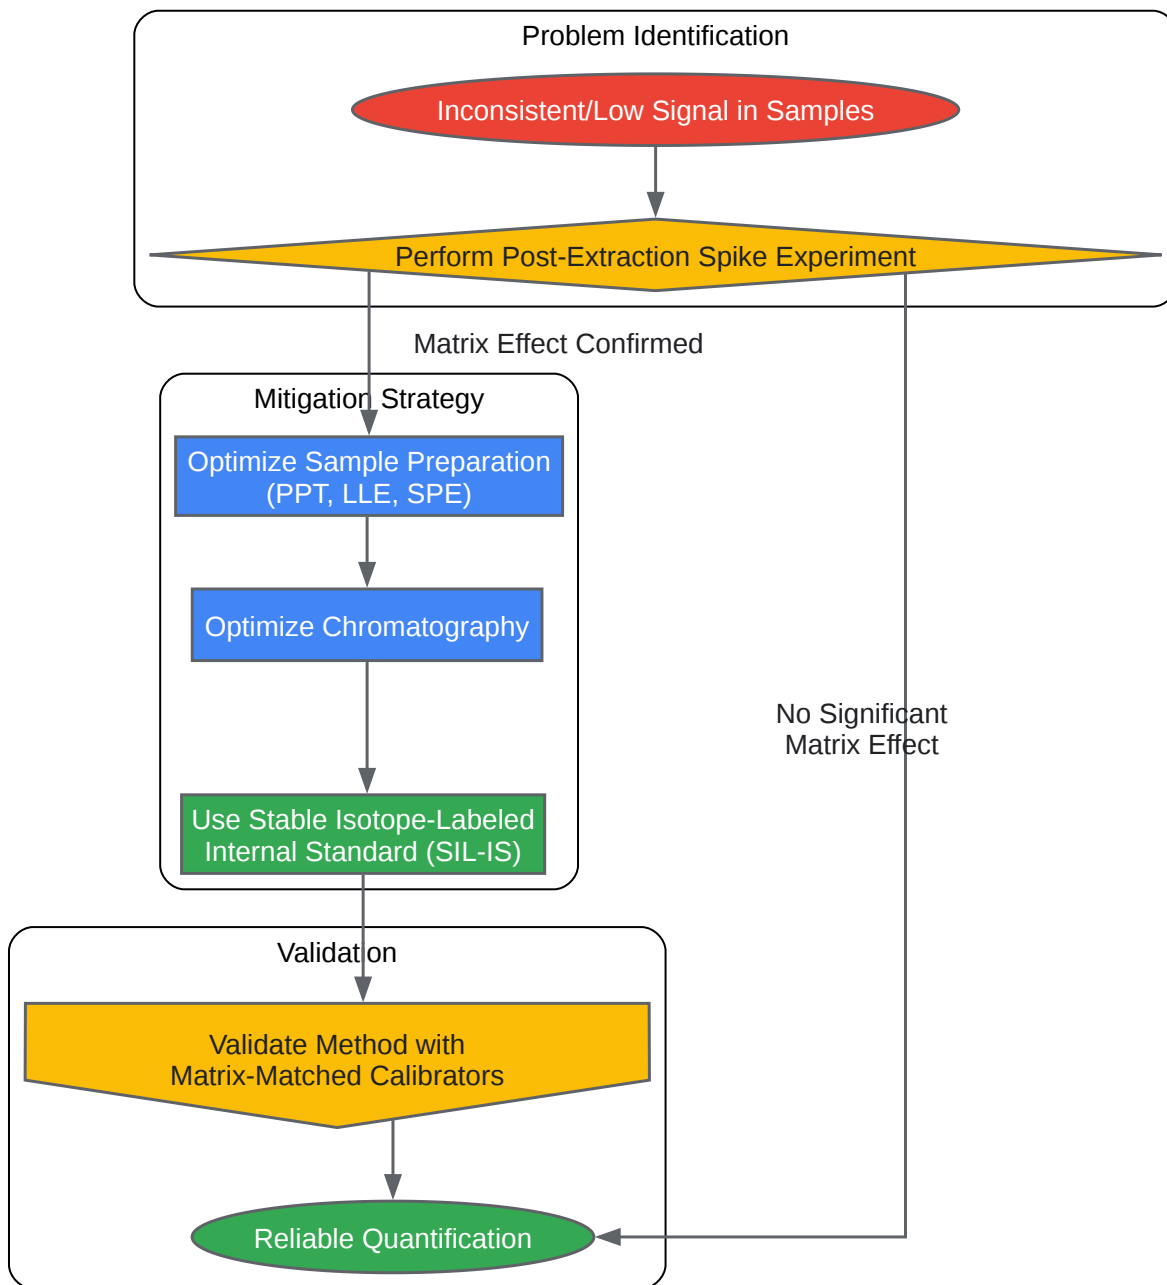 Problem Identification
Inconsistent/Low Signal in Samples
Perform Post-Extraction Spike Experiment
Matrix Effect Confirmed
Mitigation Strategy
Optimize Sample Preparation
(PPT, LLE, SPE)
Optimize Chromatography
No Significant
Matrix Effect
Use Stable Isotope-Labeled
Internal Standard (SIL-IS)
Validation
Validate Method with
Matrix-Matched Calibrators
Reliable Quantification